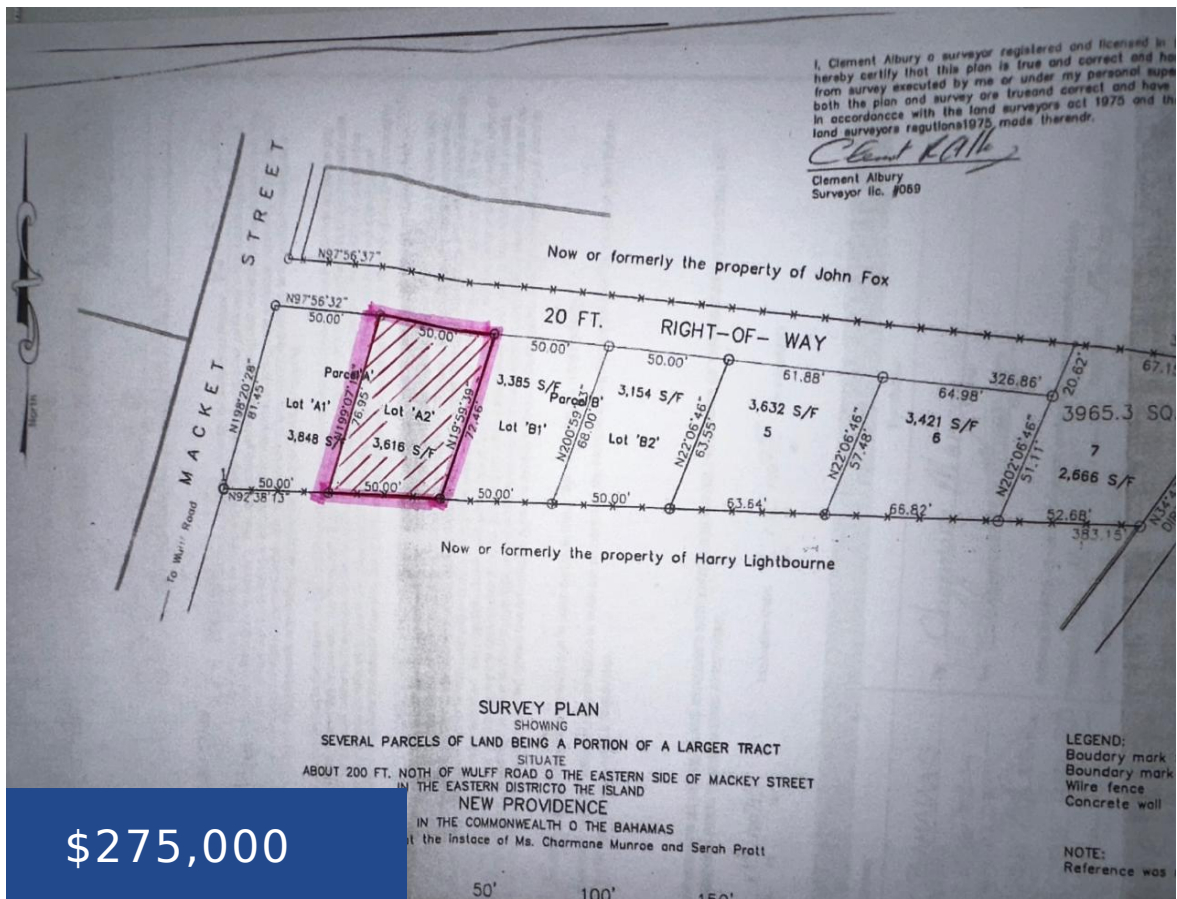 I, Clement Albury a surveyor registered and licensed in
hereby certify that this plan is true and correct and
from survey executed by me or under my personal
both the plan and survey are trueand correct and have
In accordancce with the land surveyors act 1975 and
land surveyors regutlons1975 made therendr.
Clement Albury
Surveyor lic. #069
STREET
MACKET
To Wulff Road
North
N97°56'37"
Now or formerly the property of John Fox
N97°56'32"
50.00'
50.00'
50.00'
50.00'
61.88'
64.98'
326.86'
20.62'
20 FT. RIGHT-OF- WAY
N198°20'28"
81.45'
Parcel'A'
Lot 'A1'
3,848
76.95'
Lot 'A2'
3,616 S/F
N19°59'39"
72.46'
3,385 S/F
Lot 'B1'
68.00'
Parcel'B'
3,154 S/F
Lot 'B2'
N22°06'46"
63.55'
3,632 S/F
5
N22°06'46"
57.48'
3,421 S/F
6
N202°06'46"
51.11'
3965.3 SQ.
7
2,666 S/F
N92°38'13"
50.00'
50.00'
50.00'
63.64'
66.82'
52.68'
383.15'
Now or formerly the property of Harry Lightbourne
SURVEY PLAN
SHOWING
SEVERAL PARCELS OF LAND BEING A PORTION OF A LARGER TRACT
SITUATE
ABOUT 200 FT. NOTH OF WULFF ROAD O THE EASTERN SIDE OF MACKEY STREET
IN THE EASTERN DISTRICTO THE ISLAND
NEW PROVIDENCE
IN THE COMMONWEALTH O THE BAHAMAS
the instace of Ms. Charmane Munroe and Serah Pratt
50' 100' 150'
LEGEND:
Boudary mark
Boundary mark
Wiire fence
Concrete wall
NOTE:
Reference was
$275,000